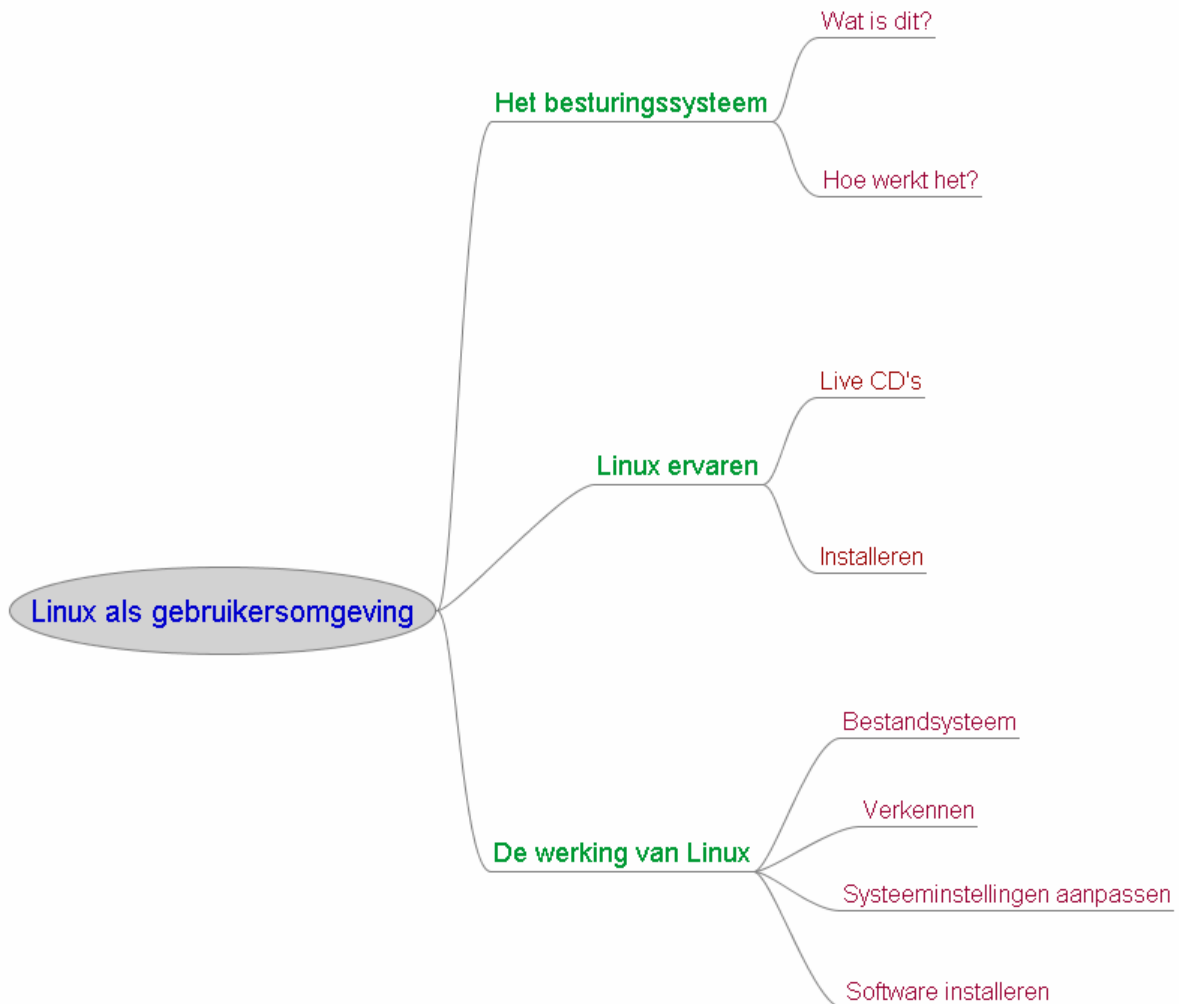 Wat is dit?
Het besturingssysteem
Hoe werkt het?
Live CD's
Linux ervaren
Installeren
Linux als gebruikersomgeving
Bestandsysteem
Verkennen
De werking van Linux
Systeeminstellingen aanpassen
Software installeren